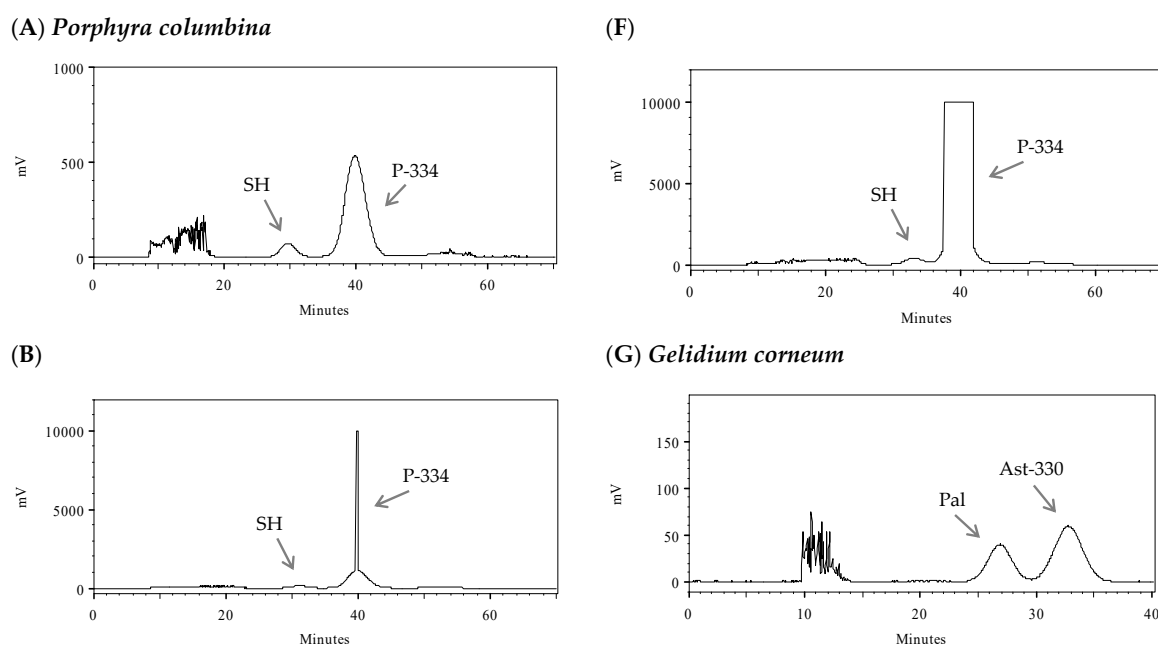 (A) Porphyra columbina
1000
500
0
mV
SH
P-334
0 20 40 60
Minutes
(B)
10000
5000
0
mV
SH
P-334
0 20 40 60
Minutes
(F)
10000
5000
0
mV
SH
P-334
0 20 40 60
Minutes
(G) Gelidium corneum
150
100
50
0
mV
Pal
Ast-330
0 10 20 30 40
Minutes